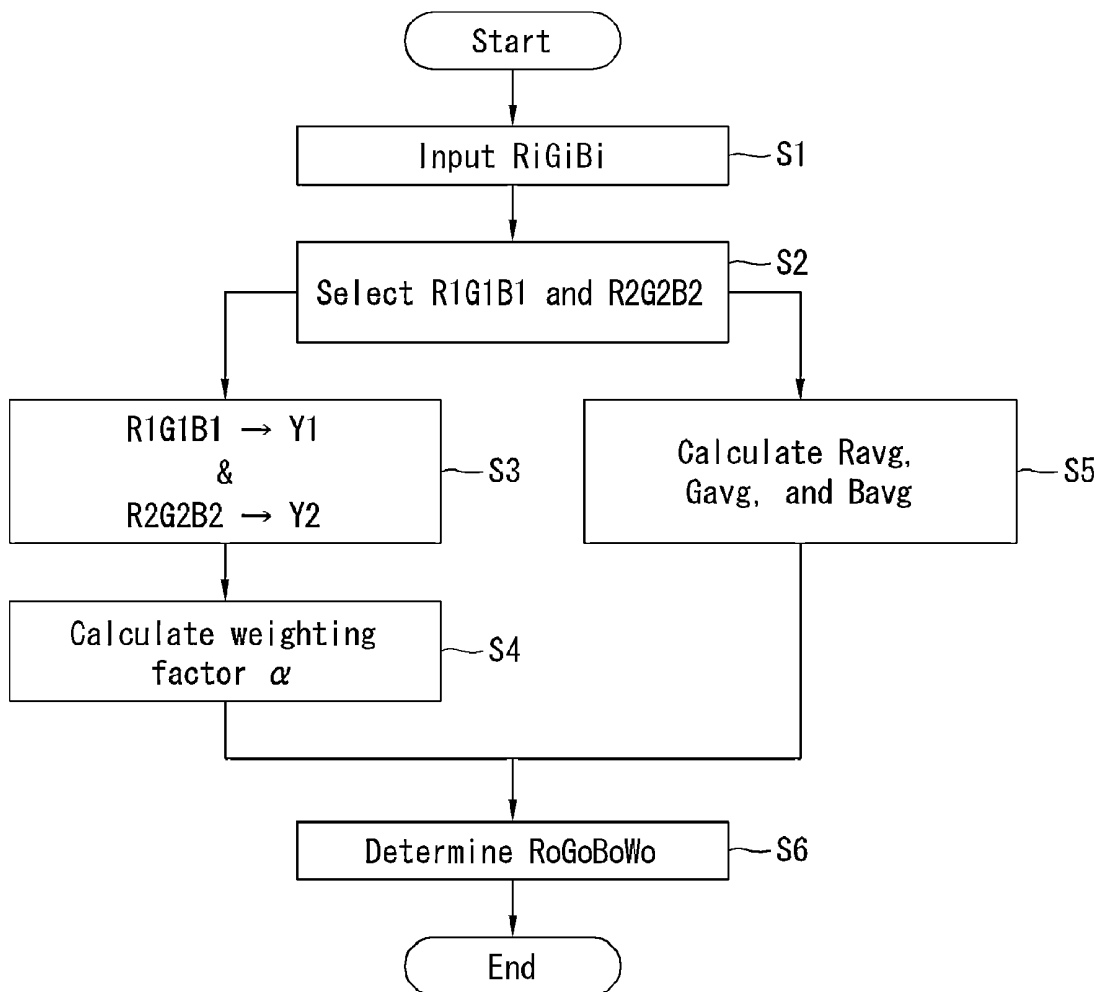 Start
Input RiGiBi
S1
Select R1G1B1 and R2G2B2
S2
R1G1B1 → Y1
&
R2G2B2 → Y2
S3
Calculate weighting
factor α
S4
Calculate Ravg,
Gavg, and Bavg
S5
Determine RoGoBoWo
S6
End